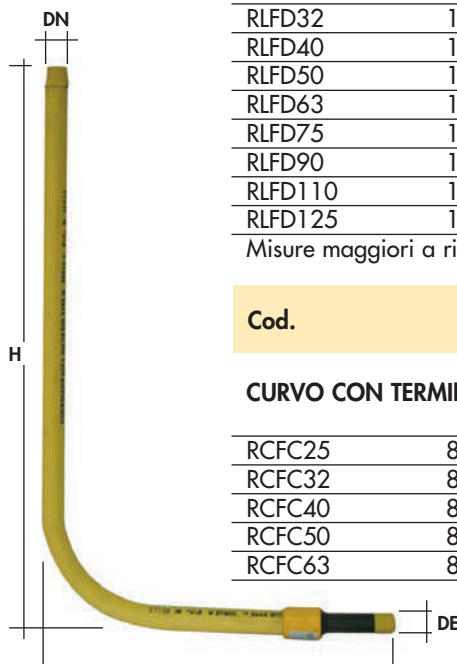 DN
RLFD32 1
RLFD40 1
RLFD50 1
RLFD63 1
RLFD75 1
RLFD90 1
RLFD110 1
RLFD125 1
Misure maggiori a ri
Cod.
H
CURVO CON TERMI
RCFC25 8
RCFC32 8
RCFC40 8
RCFC50 8
RCFC63 8
DE